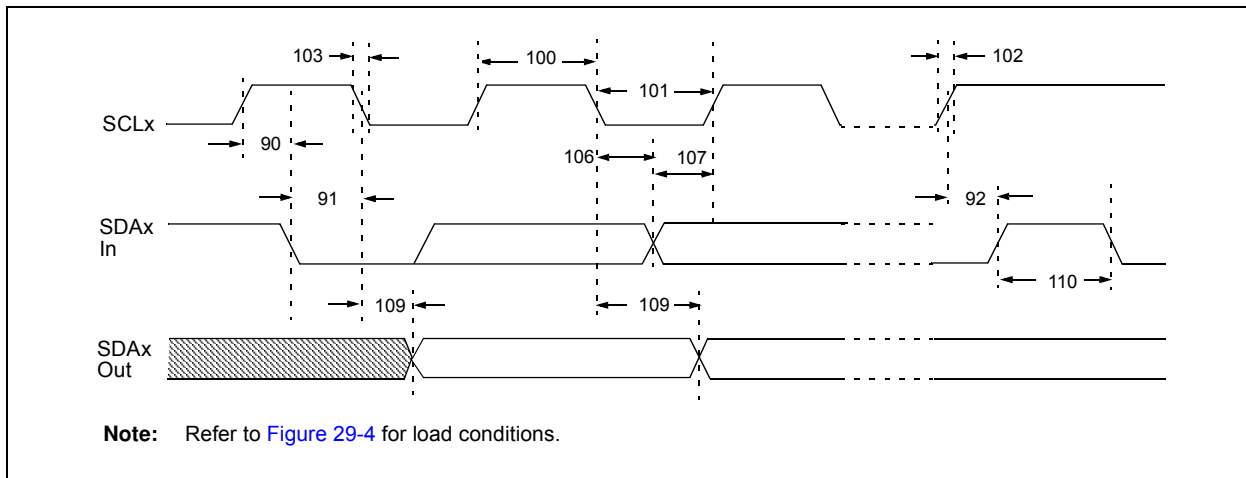 103
100
102
101
SCLx
90
106
107
91
92
SDAx
In
110
109
109
SDAx
Out
Note: Refer to Figure 29-4 for load conditions.